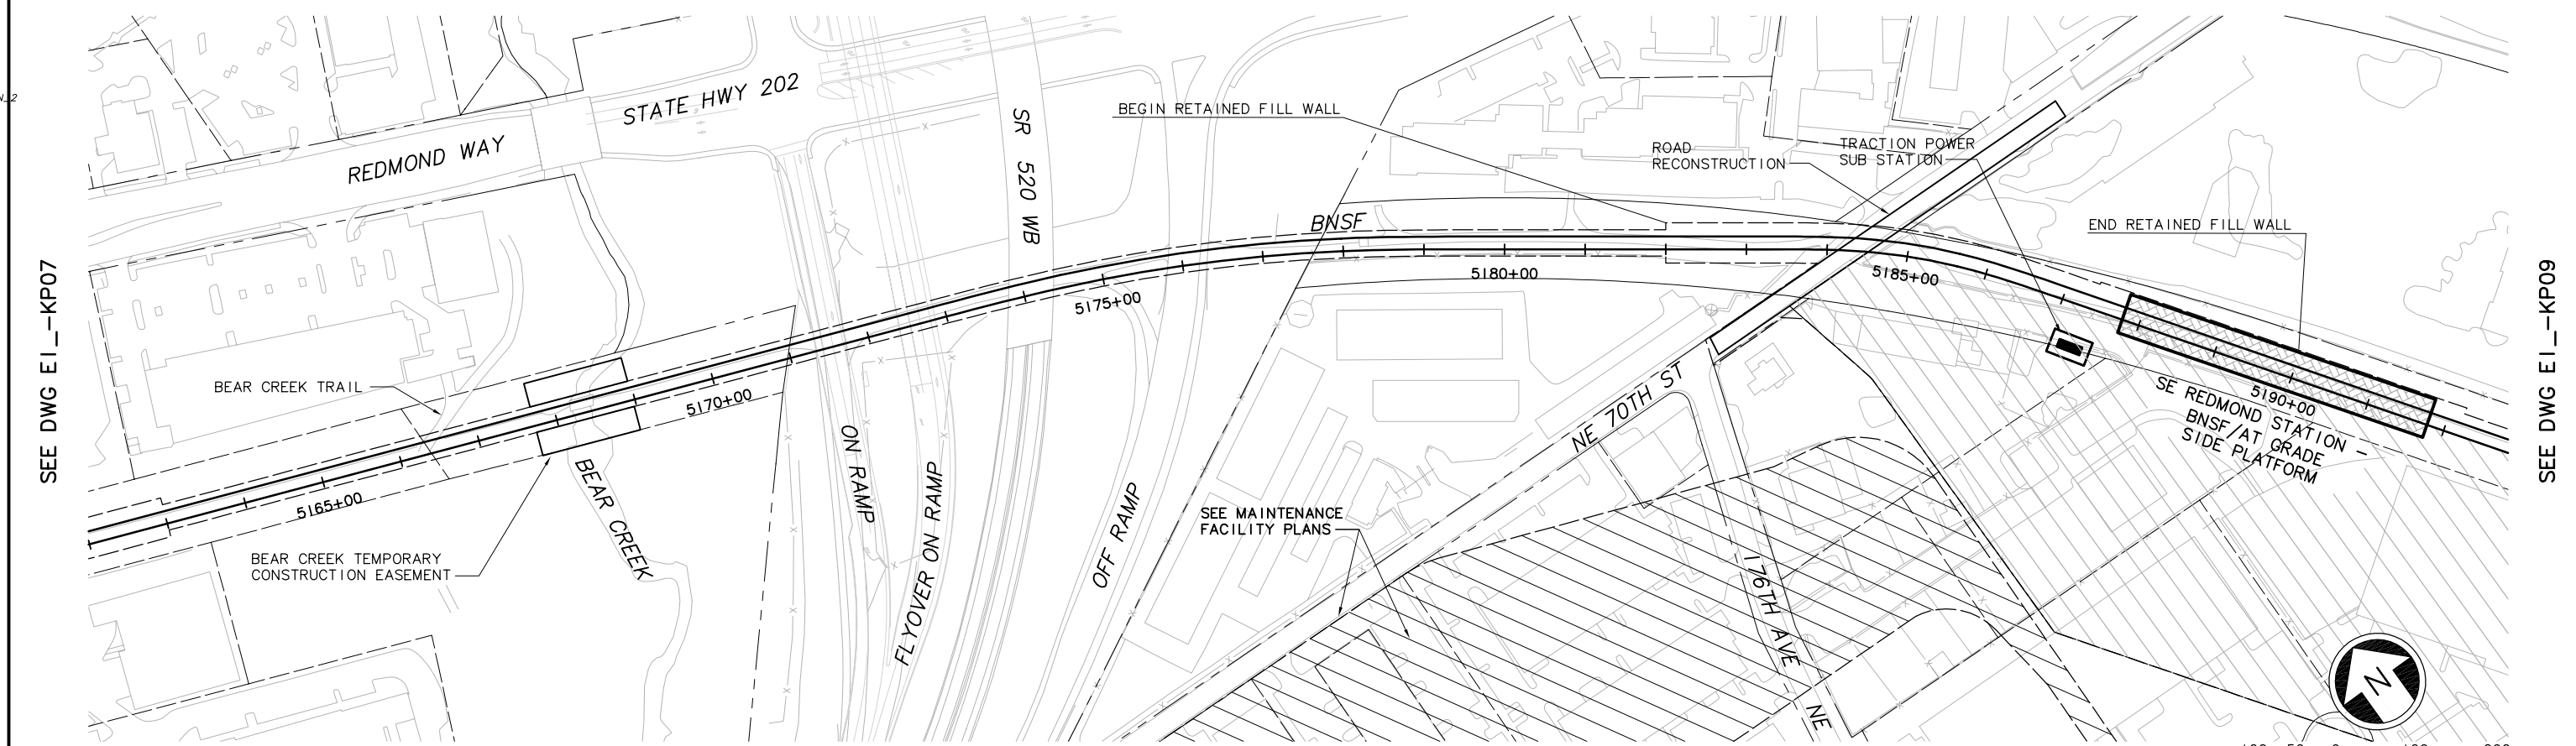 SEE DWG EI_-KP07
STATE HWY 202
REDMOND WAY
SR 520 WB
BEGIN RETAINED FILL WALL
BNSF
ROAD
RECONSTRUCTION
TRACTION POWER
SUB STATION
END RETAINED FILL WALL
SEE DWG EI_-KP09
5180+00
5185+00
5175+00
5170+00
5165+00
5190+00
BEAR CREEK TRAIL
BEAR CREEK TEMPORARY
CONSTRUCTION EASEMENT
BEAR CREEK
ON RAMP
FLYOVER ON RAMP
OFF RAMP
SEE MAINTENANCE
FACILITY PLANS
NE 70TH ST
176TH AVE NE
SE REDMOND STATION -
BNSF/AT GRADE
SIDE PLATFORM
N